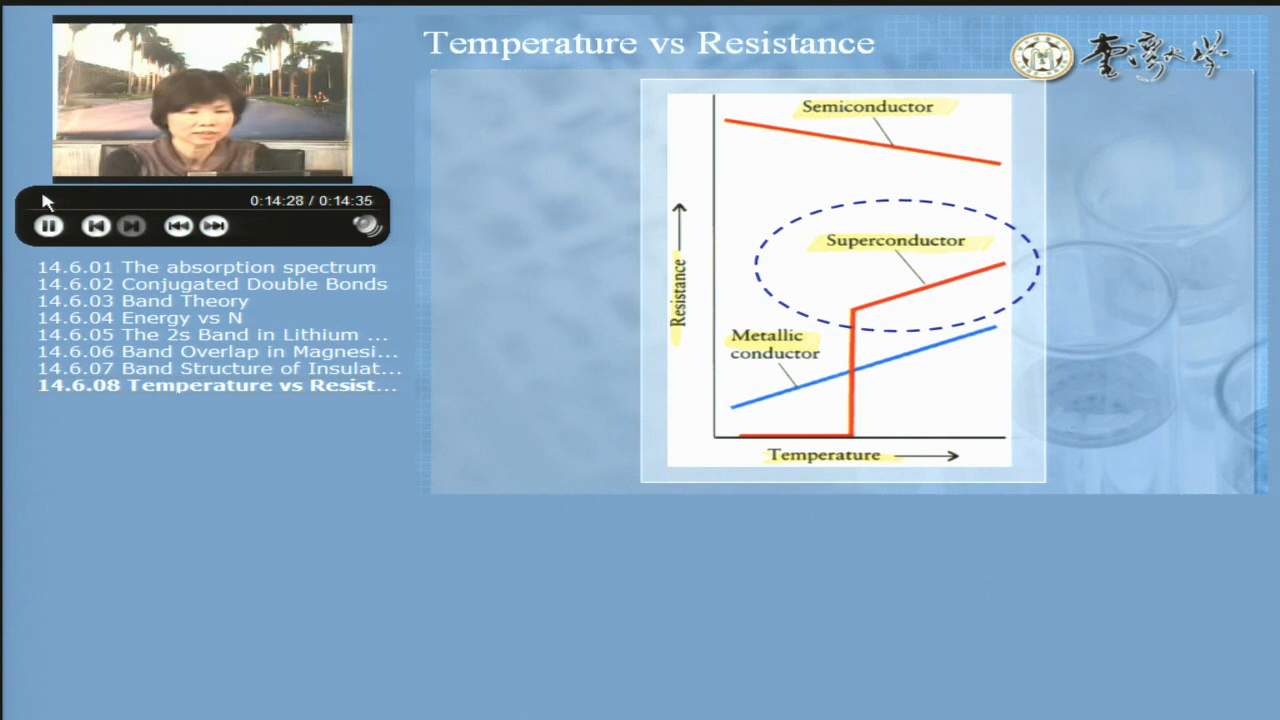 Temperature vs Resistance
臺灣大學
0:14:28 / 0:14:35
14.6.01 The absorption spectrum
14.6.02 Conjugated Double Bonds
14.6.03 Band Theory
14.6.04 Energy vs N
14.6.05 The 2s Band in Lithium ...
14.6.06 Band Overlap in Magnesi...
14.6.07 Band Structure of Insulat...
14.6.08 Temperature vs Resist...
Semiconductor
Superconductor
Resistance
Metallic
conductor
Temperature